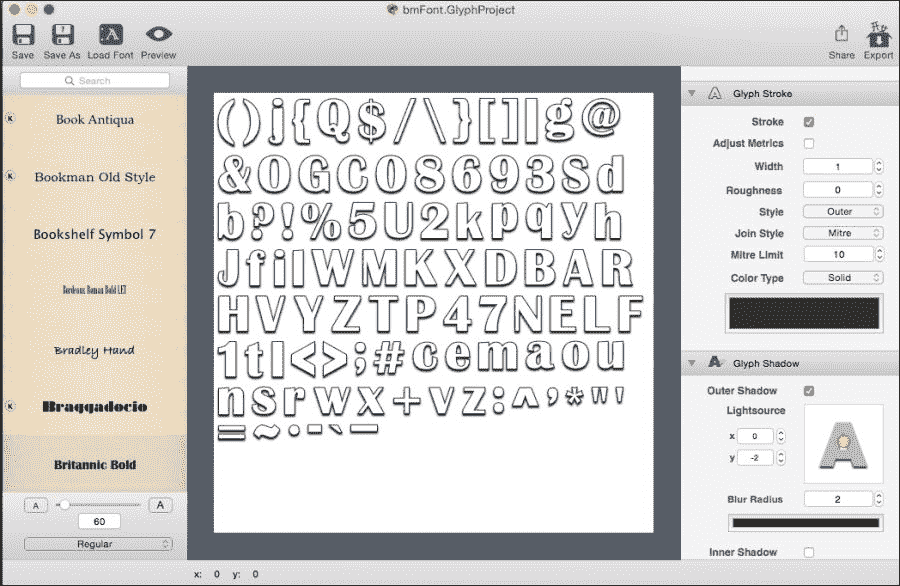 bmFont.GlyphProject
Save Save As Load Font Preview Share Export
Search
Book Antiqua
Bookman Old Style
Bookshelf Symbol 7
Bordeaux Roman Bold LET
Bradley Hand
Braggadocio
Britannic Bold
A A
60
Regular
()j{Q$/\}[]|g@
&OGC08693Sd
b?!%5U2kpqyh
JfilWMKXDBAR
HVYZTP47NELF
1tI<>;#cemaou
nsrwx+vz:^,*"'
=~.-`_
x: 0 y: 0
Glyph Stroke
Stroke
Adjust Metrics
Width 1
Roughness 0
Style Outer
Join Style Mitre
Mitre Limit 10
Color Type Solid
Glyph Shadow
Outer Shadow
Lightsource
x 0
y -2
A
Blur Radius 2
Inner Shadow